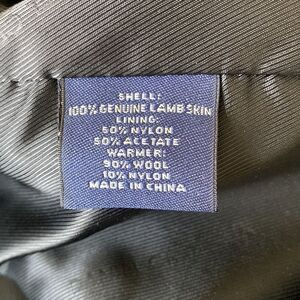 SHELL:
100% GENUINE LAMB SKIN
LINING:
50% NYLON
50% ACETATE
WARMER:
90% WOOL
10% NYLON
MADE IN CHINA